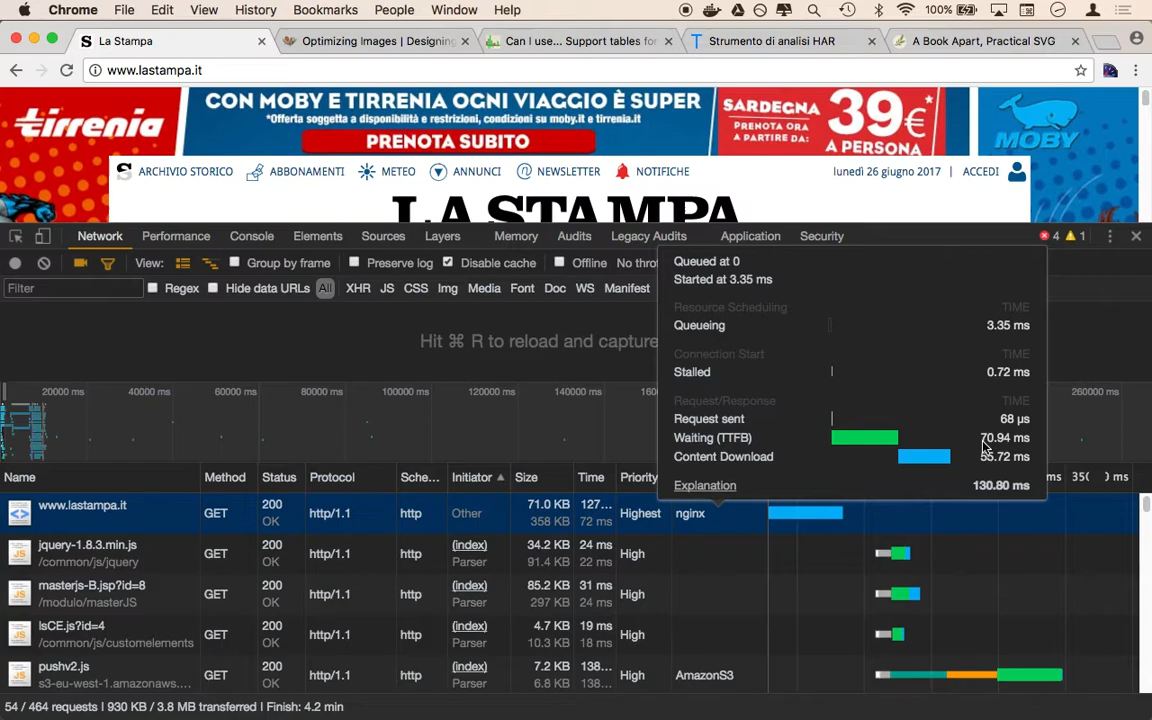 Chrome File Edit View History Bookmarks People Window Help 100%
La Stampa Optimizing Images | Designing Can I use... Support tables for Strumento di analisi HAR A Book Apart, Practical SVG
www.lastampa.it
tirrenia
CON MOBY E TIRRENIA OGNI VIAGGIO È SUPER
*Offerta soggetta a disponibilità e restrizioni, condizioni su moby.it e tirrenia.it
PRENOTA SUBITO
SARDEGNA
PRENOTA ORA
A PARTIRE DA:
39€*
A PERSONA
MOBY
S ARCHIVIO STORICO ABBONAMENTI METEO ANNUNCI NEWSLETTER NOTIFICHE lunedì 26 giugno 2017 | ACCEDI
LA STAMPA
Network Performance Console Elements Sources Layers Memory Audits Legacy Audits Application Security 4 1
View: Group by frame Preserve log Disable cache Offline
Filter Regex Hide data URLs All XHR JS CSS Img Media Font Doc WS Manifest
Queued at 0
Started at 3.35 ms
Resource Scheduling TIME
Queueing 3.35 ms
Connection Start TIME
Stalled 0.72 ms
Request/Response TIME
Request sent 68 µs
Waiting (TTFB) 70.94 ms
Content Download 55.72 ms
Explanation 130.80 ms
Hit ⌘ R to reload and capture
20000 ms 40000 ms 60000 ms 80000 ms 100000 ms 120000 ms 140000 ms 260000 ms
Name Method Status Protocol Sche... Initiator ▲ Size Time Priority ms
www.lastampa.it GET 200 OK http/1.1 http Other 71.0 KB 358 KB 127... 72 ms Highest nginx
jquery-1.8.3.min.js /common/js/jquery GET 200 OK http/1.1 http (index) Parser 34.2 KB 91.4 KB 24 ms 22 ms High
masterjs-B.jsp?id=8 /modulo/masterJS GET 200 OK http/1.1 http (index) Parser 85.2 KB 297 KB 31 ms 24 ms High
lsCE.js?id=4 /common/js/customelements GET 200 OK http/1.1 http (index) Parser 4.7 KB 10.3 KB 19 ms 18 ms High
pushv2.js s3-eu-west-1.amazonaws.... GET 200 OK http/1.1 http (index) Parser 7.2 KB 6.8 KB 138... 138... High AmazonS3
54 / 464 requests | 930 KB / 3.8 MB transferred | Finish: 4.2 min